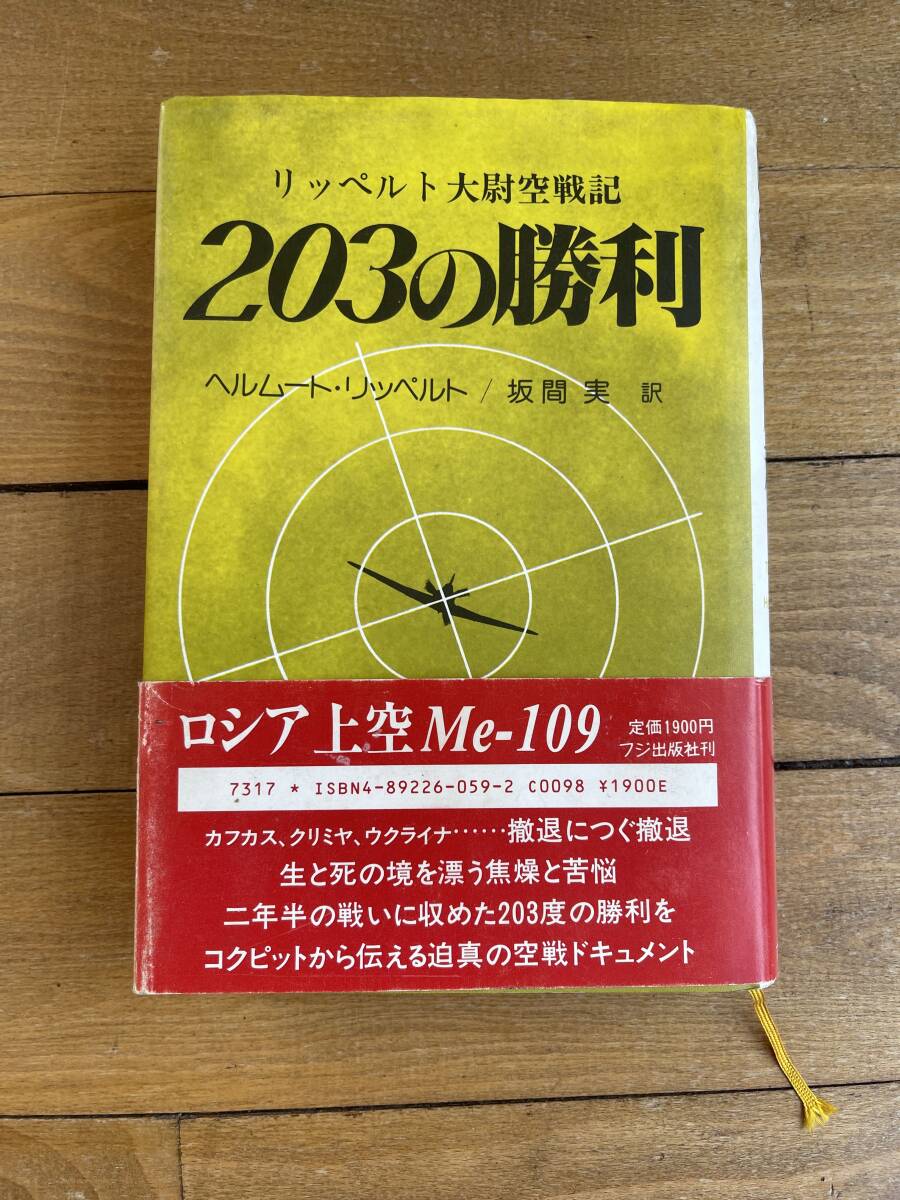 リッペルト大尉空戦記
203の勝利
ヘルムート・リッペルト/坂間 実 訳
ロシア上空Me-109
定価1900円
フジ出版社刊
7317 * ISBN4-89226-059-2 C0098 ¥1900E
カフカス、クリミヤ、ウクライナ……撤退につぐ撤退
生と死の境を漂う焦燥と苦悩
二年半の戦いに収めた203度の勝利を
コクピットから伝える迫真の空戦ドキュメント